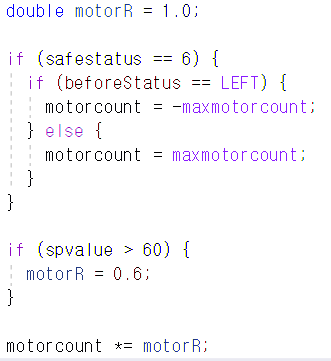 double motorR = 1.0;
if (safestatus == 6) {
if (beforeStatus == LEFT) {
motorcount = -maxmotorcount;
} else {
motorcount = maxmotorcount;
}
}
if (spvalue > 60) {
motorR = 0.6;
}
motorcount *= motorR;